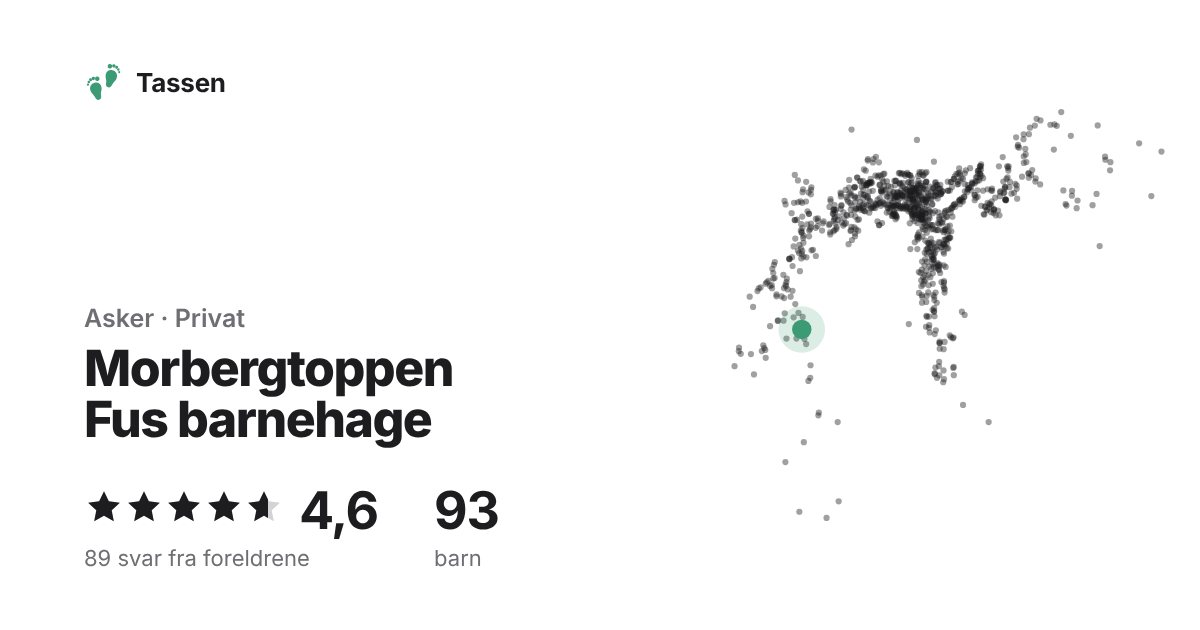 Tassen
Asker · Privat
Morbergtoppen
Fus barnehage
4,6
89 svar fra foreldrene
93
barn